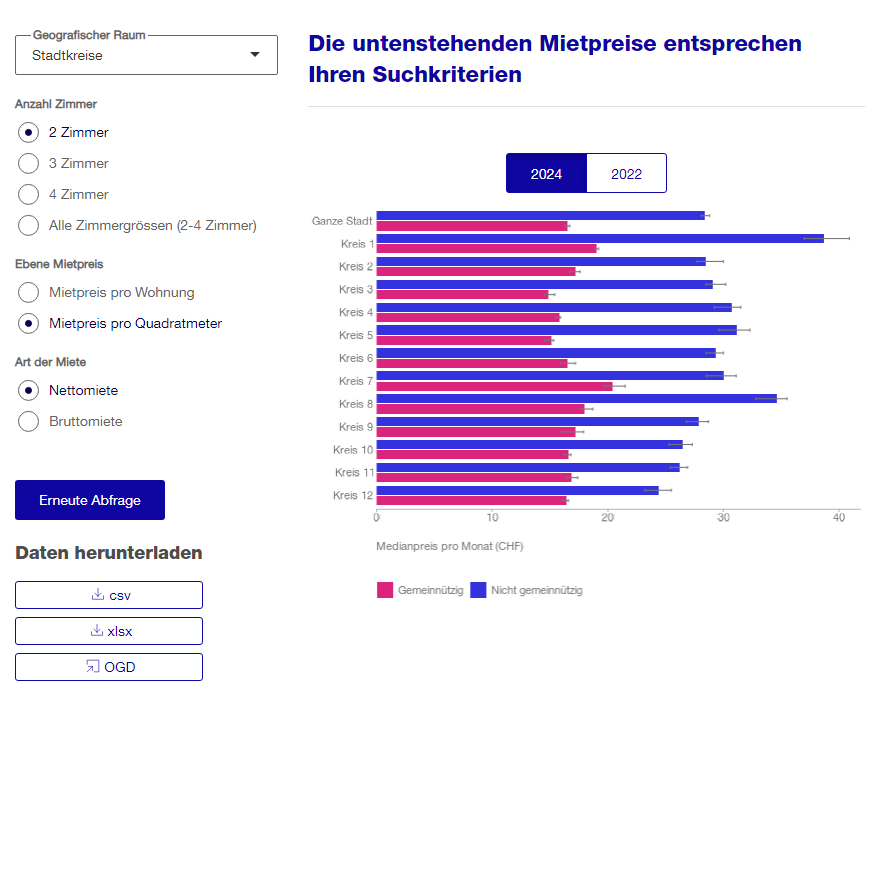 Geografischer Raum
Stadtkreise
Anzahl Zimmer
2 Zimmer
3 Zimmer
4 Zimmer
Alle Zimmergrössen (2-4 Zimmer)
Ebene Mietpreis
Mietpreis pro Wohnung
Mietpreis pro Quadratmeter
Art der Miete
Nettomiete
Bruttomiete
Erneute Abfrage
Daten herunterladen
csv
xlsx
OGD
Die untenstehenden Mietpreise entsprechen
Ihren Suchkriterien
2024 2022
Ganze Stadt
Kreis 1
Kreis 2
Kreis 3
Kreis 4
Kreis 5
Kreis 6
Kreis 7
Kreis 8
Kreis 9
Kreis 10
Kreis 11
Kreis 12
0 10 20 30 40
Medianpreis pro Monat (CHF)
Gemeinnützig Nicht gemeinnützig